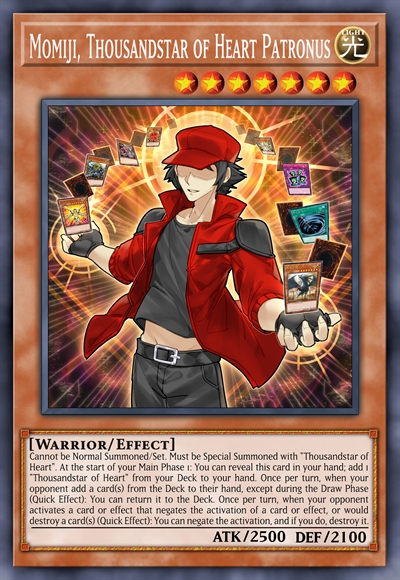 Momiji, Thousandstar of Heart Patronus
LIGHT
光
[Warrior/Effect]
Cannot be Normal Summoned/Set. Must be Special Summoned with "Thousandstar of
Heart". At the start of your Main Phase 1: You can reveal this card in your hand; add 1
"Thousandstar of Heart" from your Deck to your hand. Once per turn, when your
opponent add a card(s) from the Deck to their hand, except during the Draw Phase
(Quick Effect): You can return it to the Deck. Once per turn, when your opponent
activates a card or effect that negates the activation of a card or effect, or would
destroy a card(s) (Quick Effect): You can negate the activation, and if you do, destroy it.
ATK/2500 DEF/2100